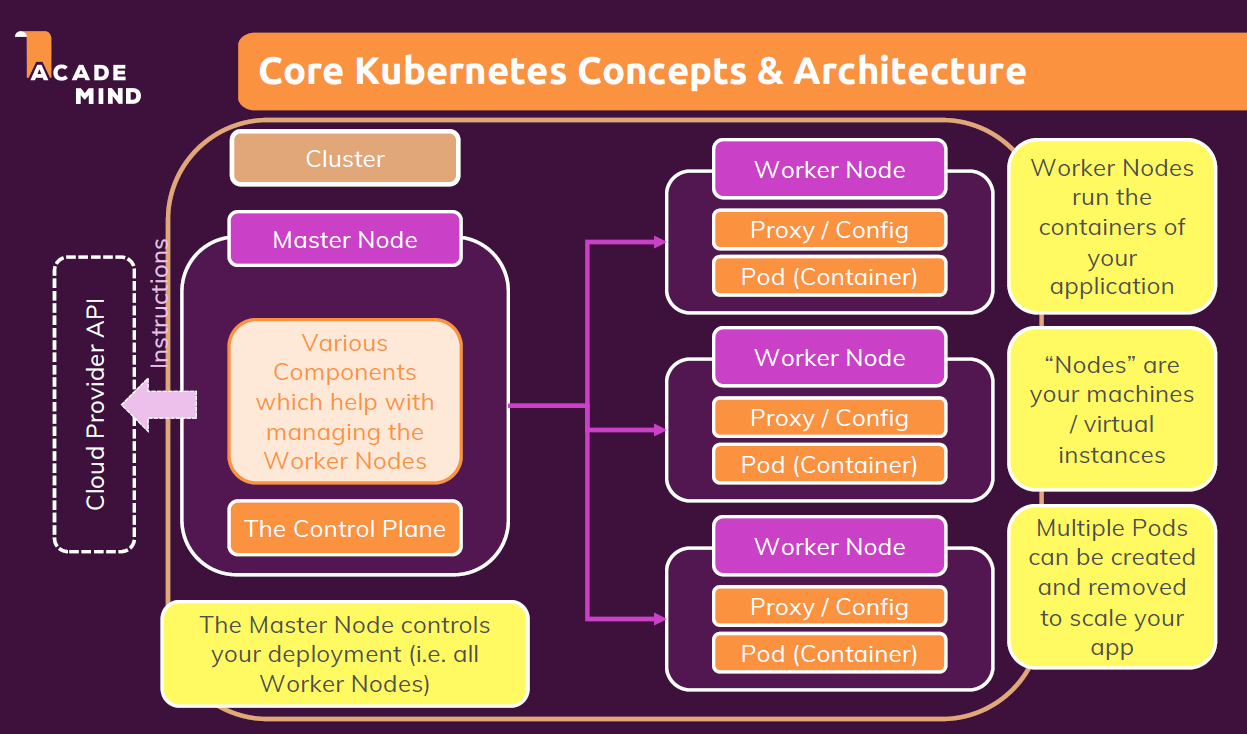 ACADE
MIND
Core Kubernetes Concepts & Architecture
Cluster
Master Node
Various
Components
which help with
managing the
Worker Nodes
The Control Plane
Instructions
Cloud Provider API
The Master Node controls
your deployment (i.e. all
Worker Nodes)
Worker Node
Proxy / Config
Pod (Container)
Worker Node
Proxy / Config
Pod (Container)
Worker Node
Proxy / Config
Pod (Container)
Worker Nodes
run the
containers of
your
application
“Nodes” are
your machines
/ virtual
instances
Multiple Pods
can be created
and removed
to scale your
app